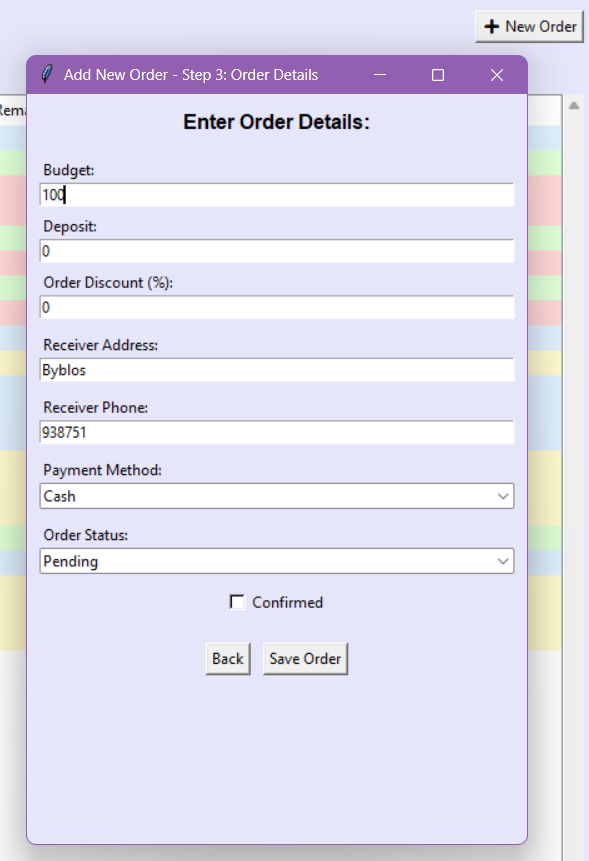 + New Order
Add New Order - Step 3: Order Details
Enter Order Details:
Budget:
100
Deposit:
0
Order Discount (%):
0
Receiver Address:
Byblos
Receiver Phone:
938751
Payment Method:
Cash
Order Status:
Pending
Confirmed
Back Save Order